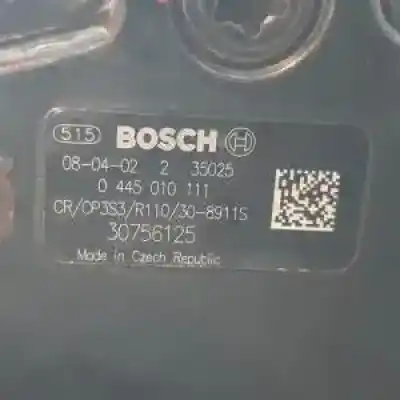 515 BOSCH
08-04-02 2 35025
0 445 010 111
CR/CP3S3/R110/30-8911S
30756125
Made in Czech Republic